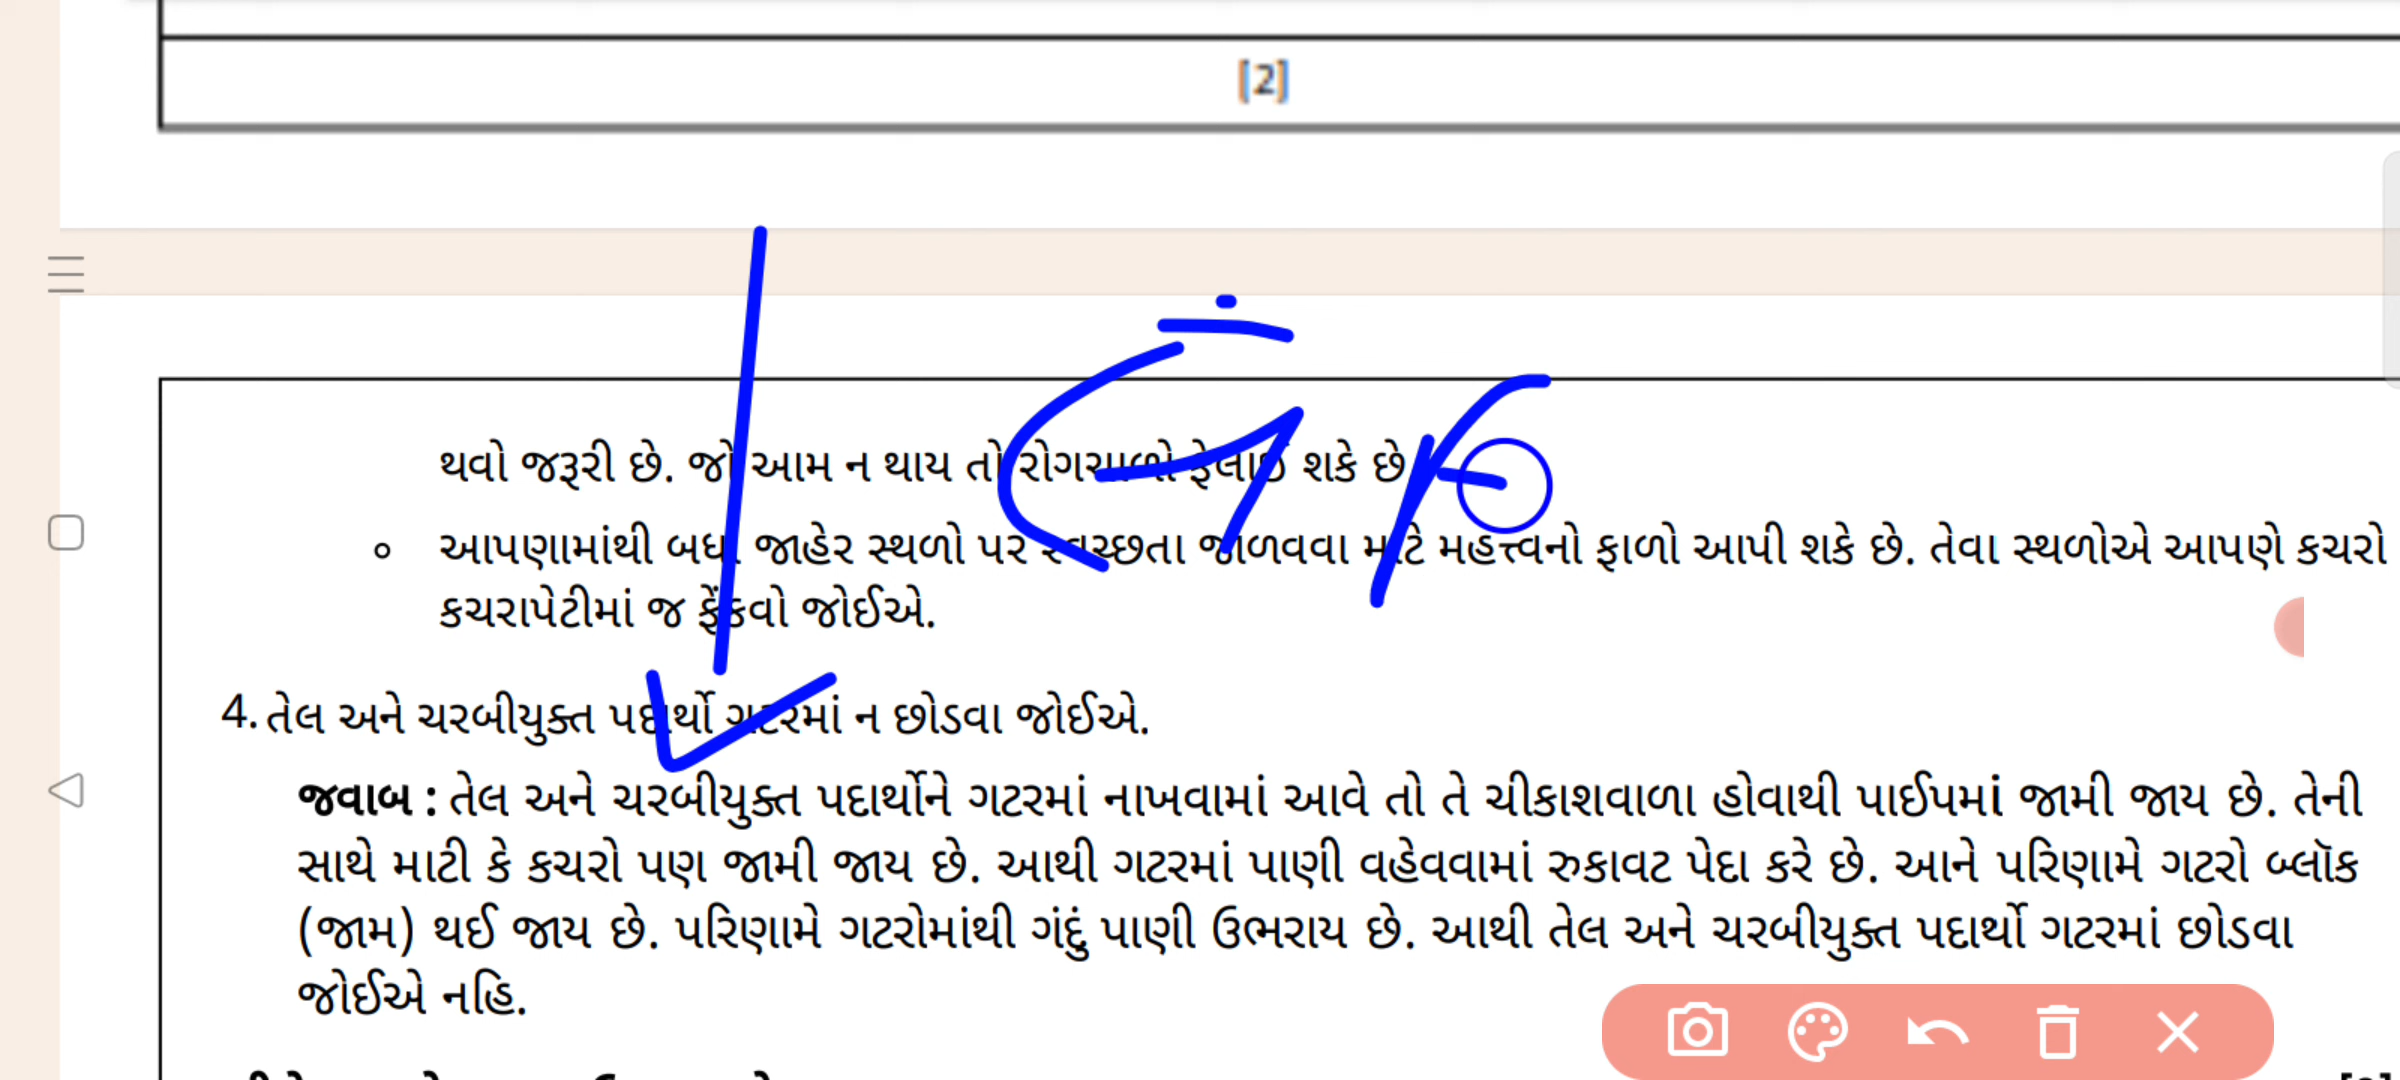 [2]
થવો જરૂરી છે. જો આમ ન થાય તો રોગચાળો ફેલાઈ શકે છે.
આપણામાંથી બધા જાહેર સ્થળો પર સ્વચ્છતા જાળવવા માટે મહત્ત્વનો ફાળો આપી શકે છે. તેવા સ્થળોએ આપણે કચરો
કચરાપેટીમાં જ ફેંકવો જોઈએ.
4. તેલ અને ચરબીયુક્ત પદાર્થો ગટરમાં ન છોડવા જોઈએ.
જવાબ : તેલ અને ચરબીયુક્ત પદાર્થોને ગટરમાં નાખવામાં આવે તો તે ચીકાશવાળા હોવાથી પાઈપમાં જામી જાય છે. તેની
સાથે માટી કે કચરો પણ જામી જાય છે. આથી ગટરમાં પાણી વહેવવામાં રુકાવટ પેદા કરે છે. આને પરિણામે ગટરો બ્લૉક
(જામ) થઈ જાય છે. પરિણામે ગટરોમાંથી ગંદું પાણી ઉભરાય છે. આથી તેલ અને ચરબીયુક્ત પદાર્થો ગટરમાં છોડવા
જોઈએ નહિ.